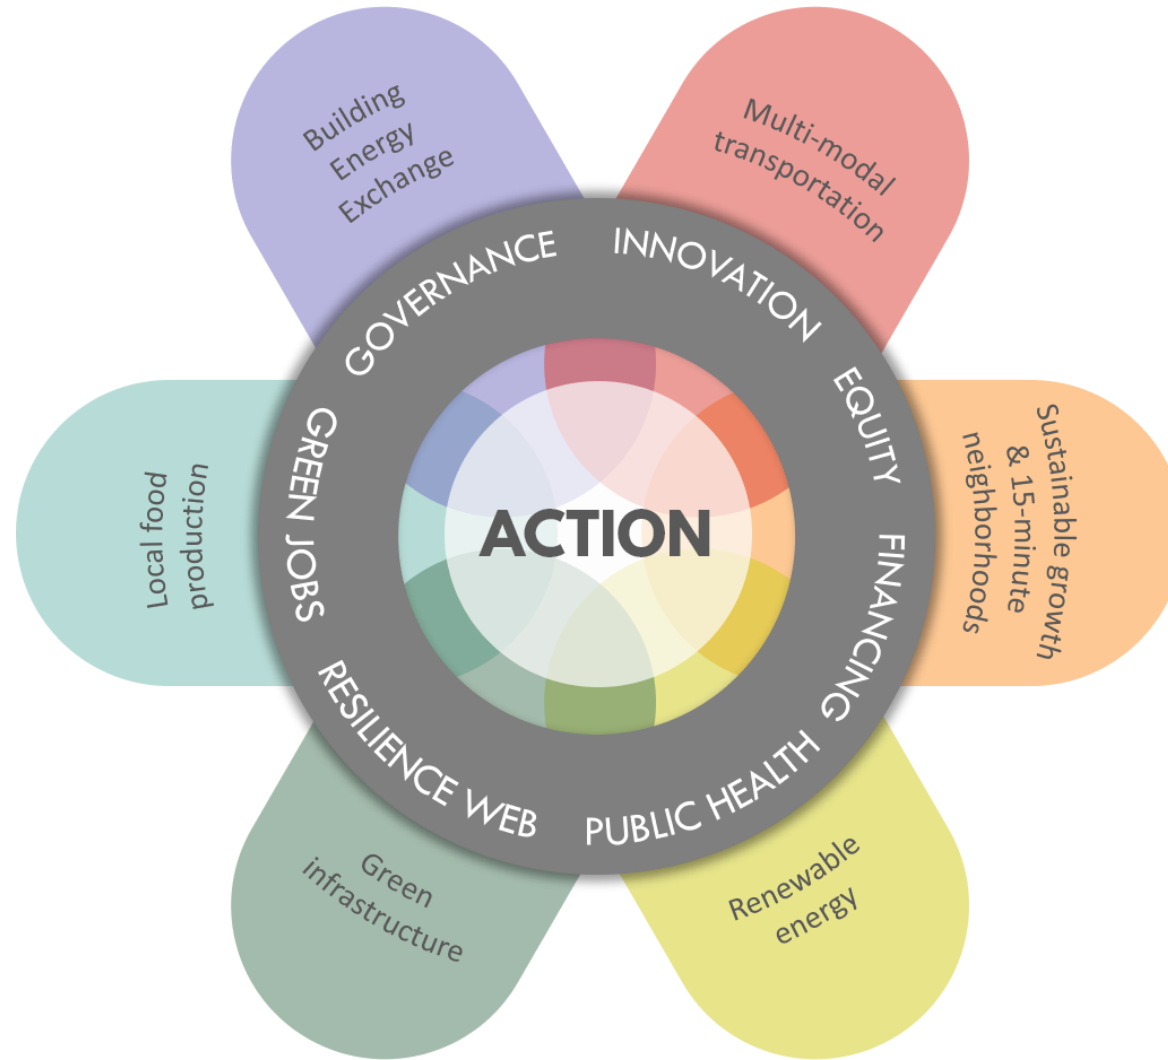 Building
Energy
Exchange
Multi-modal
transportation
Sustainable growth
& 15-minute
neighborhoods
Renewable
energy
Green
infrastructure
Local food
production
GOVERNANCE
INNOVATION
EQUITY
FINANCING
PUBLIC HEALTH
RESILIENCE WEB
GREEN JOBS
ACTION